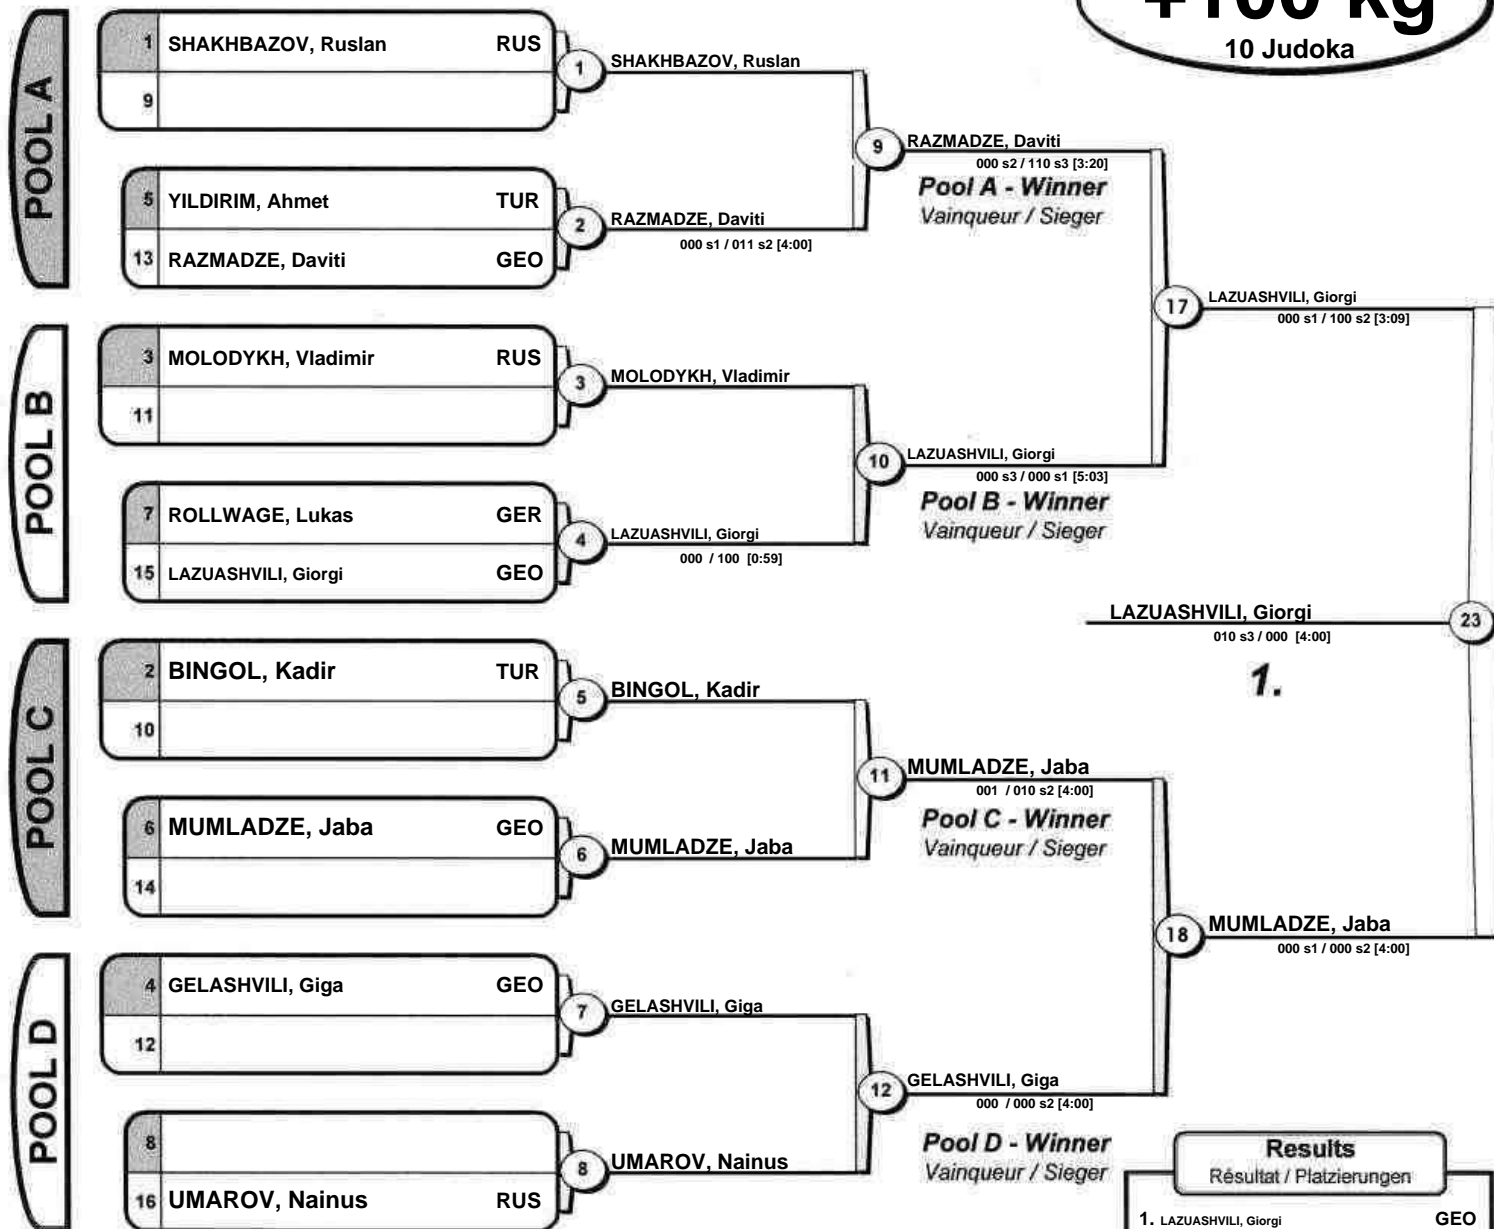 +100 kg
10 Judoka
POOL A
1 SHAKHBAZOV, Ruslan RUS
9
5 YILDIRIM, Ahmet TUR
13 RAZMADZE, Daviti GEO
1 SHAKHBAZOV, Ruslan
2 RAZMADZE, Daviti
000 s1 / 011 s2 [4:00]
9 RAZMADZE, Daviti
000 s2 / 110 s3 [3:20]
Pool A - Winner
Vainqueur / Sieger
POOL B
3 MOLODYKH, Vladimir RUS
11
7 ROLLWAGE, Lukas GER
15 LAZUASHVILI, Giorgi GEO
3 MOLODYKH, Vladimir
4 LAZUASHVILI, Giorgi
000 / 100 [0:59]
10 LAZUASHVILI, Giorgi
000 s3 / 000 s1 [5:03]
Pool B - Winner
Vainqueur / Sieger
17 LAZUASHVILI, Giorgi
000 s1 / 100 s2 [3:09]
LAZUASHVILI, Giorgi 23
010 s3 / 000 [4:00]
1.
POOL C
2 BINGOL, Kadir TUR
10
6 MUMLADZE, Jaba GEO
14
5 BINGOL, Kadir
6 MUMLADZE, Jaba
11 MUMLADZE, Jaba
001 / 010 s2 [4:00]
Pool C - Winner
Vainqueur / Sieger
POOL D
4 GELASHVILI, Giga GEO
12
8
16 UMAROV, Nainus RUS
7 GELASHVILI, Giga
8 UMAROV, Nainus
12 GELASHVILI, Giga
000 / 000 s2 [4:00]
Pool D - Winner
Vainqueur / Sieger
18 MUMLADZE, Jaba
000 s1 / 000 s2 [4:00]
Results
Résultat / Platzierungen
1. LAZUASHVILI, Giorgi GEO